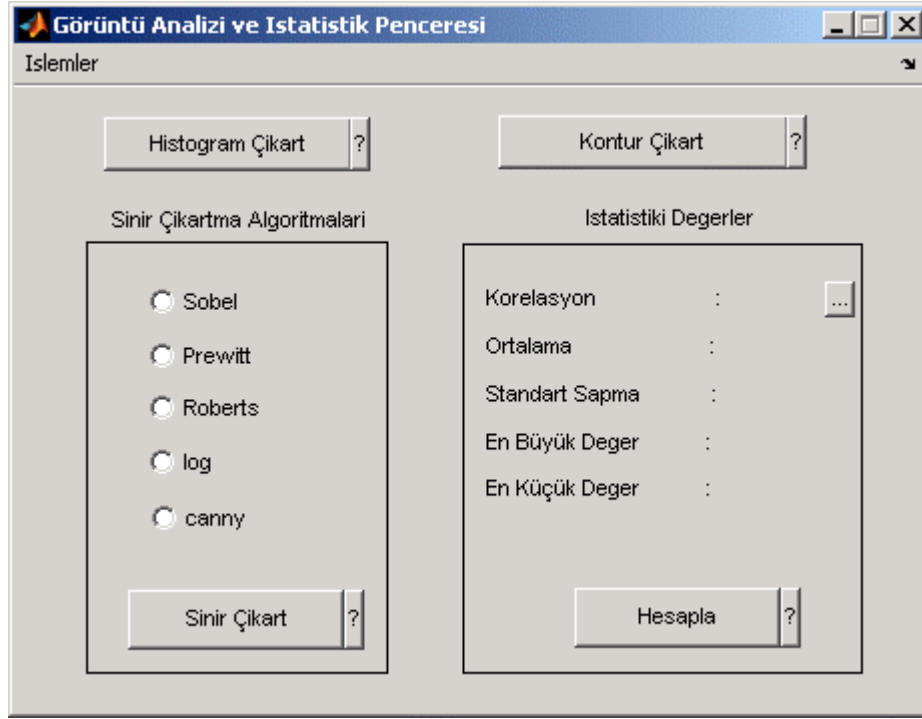 Görüntü Analizi ve Istatistik Penceresi
Islemler
Histogram Çikart ?
Kontur Çikart ?
Sinir Çikartma Algoritmalari
Sobel
Prewitt
Roberts
log
canny
Sinir Çikart ?
Istatistiki Degerler
Korelasyon : ...
Ortalama :
Standart Sapma :
En Büyük Deger :
En Küçük Deger :
Hesapla ?